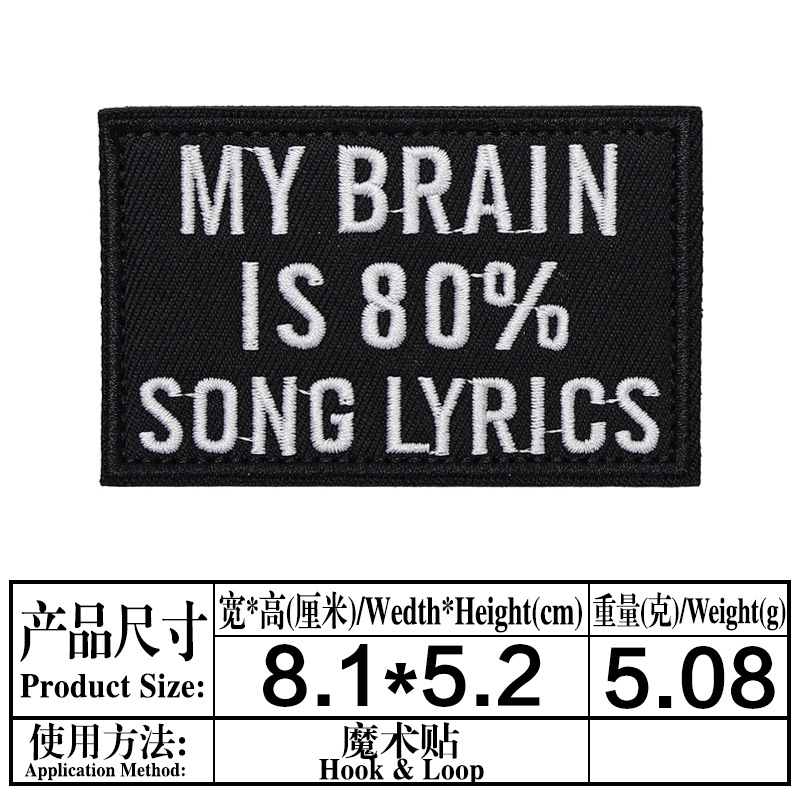 MY BRAIN
IS 80%
SONG LYRICS
产品尺寸
Product Size:
宽*高(厘米)/Wedth*Height(cm)
8.1*5.2
重量(克)/Weight(g)
5.08
使用方法:
Application Method:
魔术贴
Hook & Loop